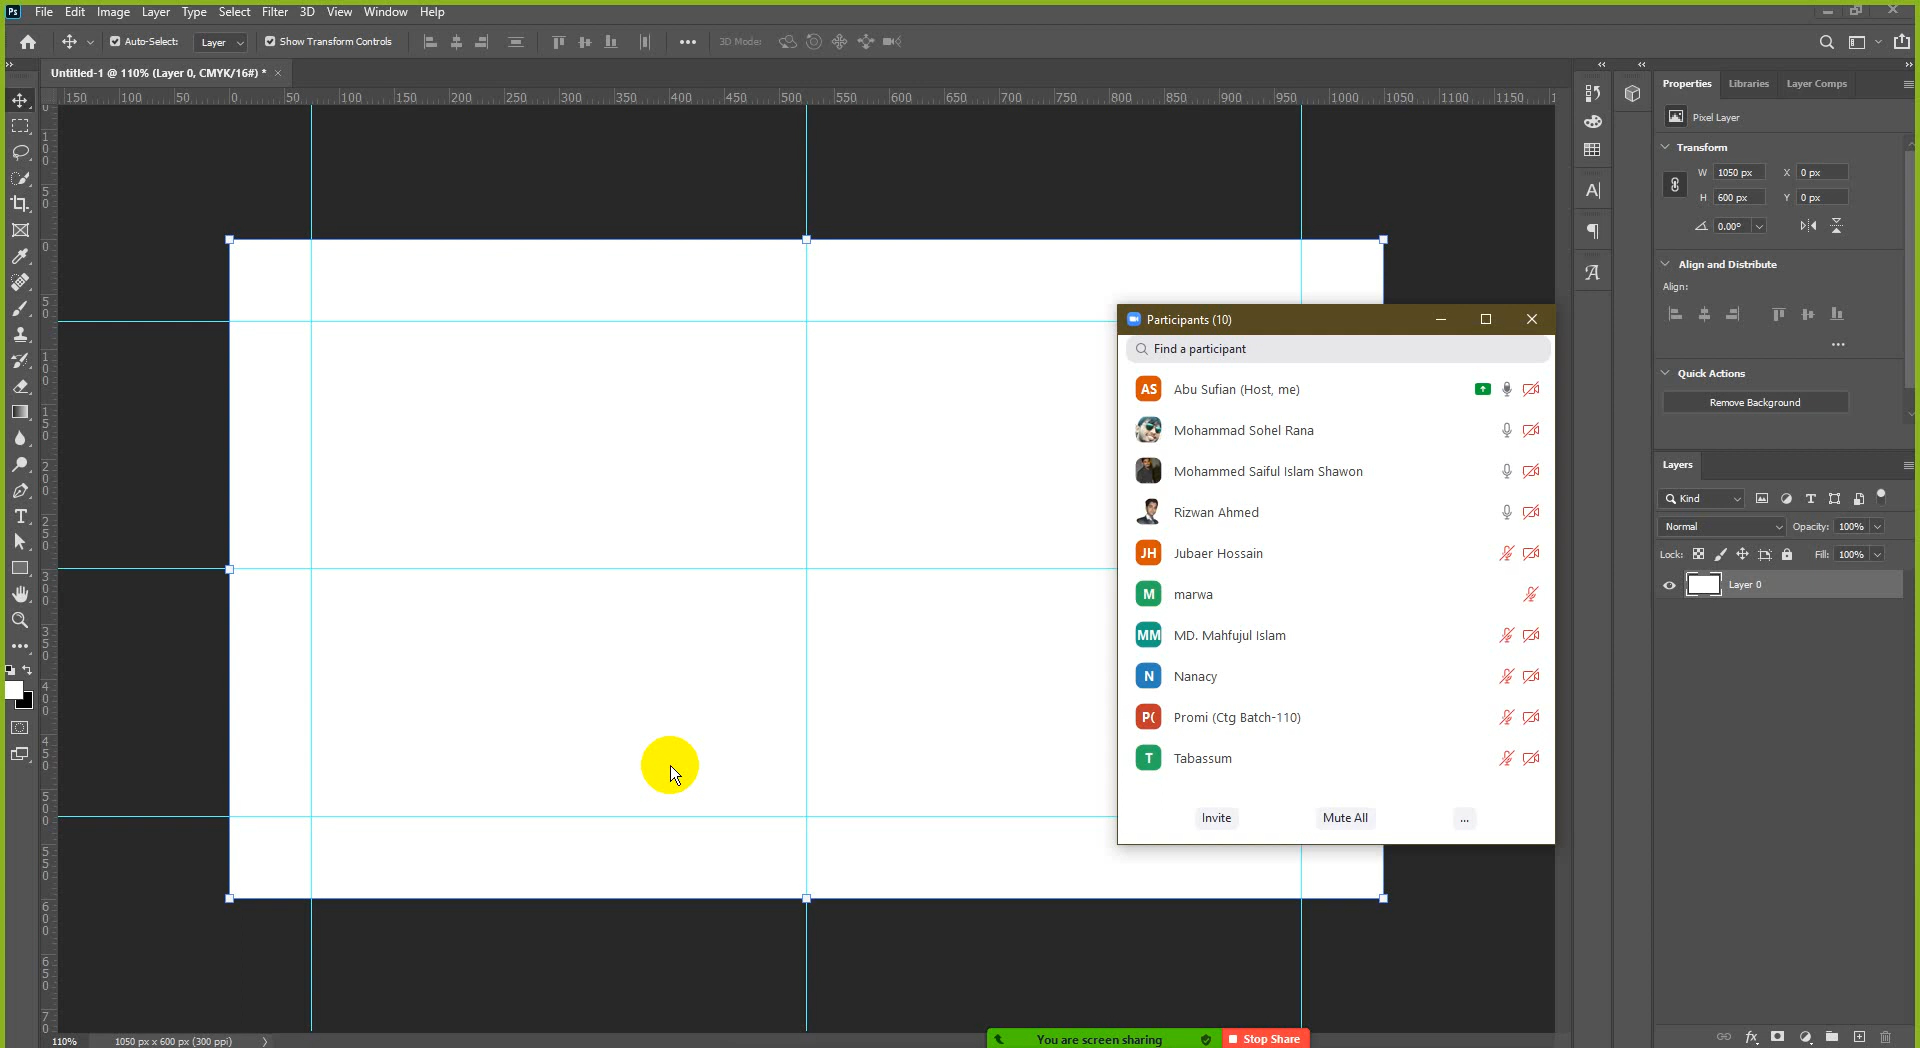 Ps File Edit Image Layer Type Select Filter 3D View Window Help
Auto-Select: Layer Show Transform Controls 3D Mode:
Untitled-1 @ 110% (Layer 0, CMYK/16#) *
150 100 50 0 50 100 150 200 250 300 350 400 450 500 550 600 650 700 750 800 850 900 950 1000 1050 1100 1150
Properties Libraries Layer Comps
Pixel Layer
Transform
W 1050 px X 0 px
H 600 px Y 0 px
0.00°
Align and Distribute
Align:
Quick Actions
Remove Background
Layers
Kind
Normal Opacity: 100%
Lock: Fill: 100%
Layer 0
Participants (10)
Find a participant
AS Abu Sufian (Host, me)
Mohammad Sohel Rana
Mohammed Saiful Islam Shawon
Rizwan Ahmed
JH Jubaer Hossain
M marwa
MM MD. Mahfujul Islam
N Nanacy
P( Promi (Ctg Batch-110)
T Tabassum
Invite Mute All ...
110% 1050 px x 600 px (300 ppi)
You are screen sharing Stop Share